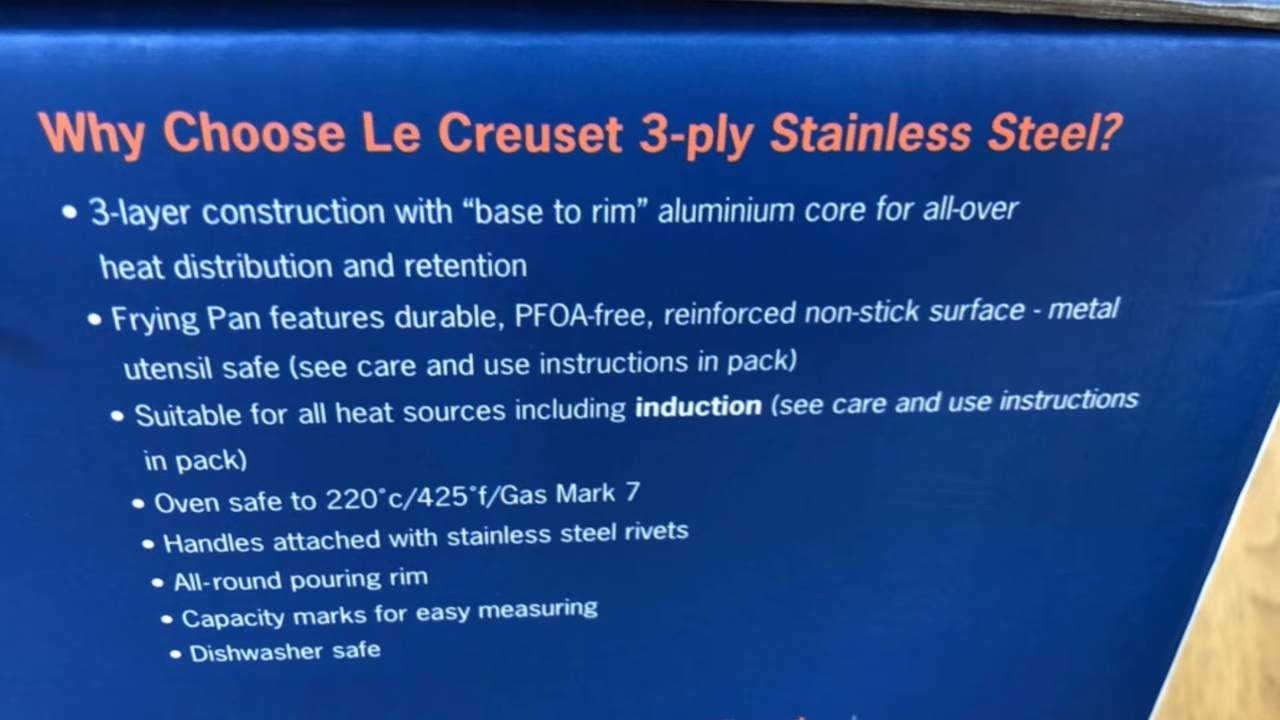 Why Choose Le Creuset 3-ply Stainless Steel?
• 3-layer construction with “base to rim” aluminium core for all-over
heat distribution and retention
• Frying Pan features durable, PFOA-free, reinforced non-stick surface - metal
utensil safe (see care and use instructions in pack)
• Suitable for all heat sources including induction (see care and use instructions
in pack)
• Oven safe to 220°c/425°f/Gas Mark 7
• Handles attached with stainless steel rivets
• All-round pouring rim
• Capacity marks for easy measuring
• Dishwasher safe